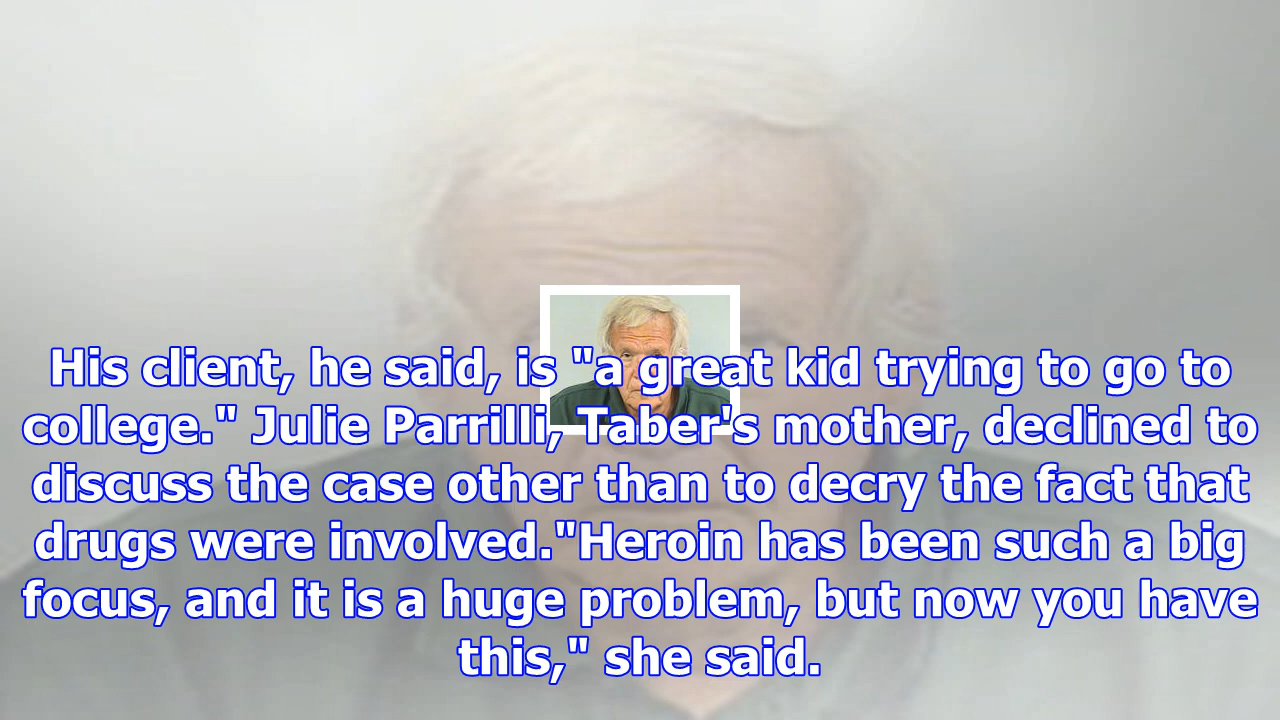 His client, he said, is "a great kid trying to go to
college." Julie Parrilli, Taber's mother, declined to
discuss the case other than to decry the fact that
drugs were involved."Heroin has been such a big
focus, and it is a huge problem, but now you have
this," she said.